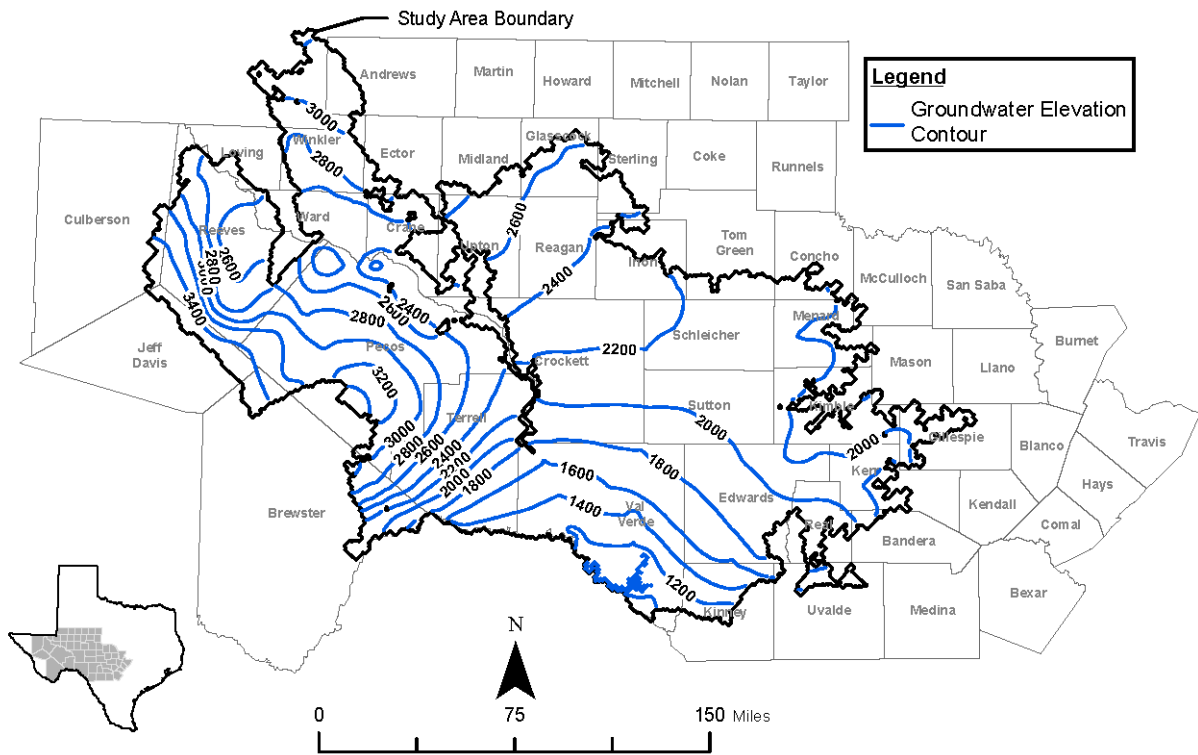 Study Area Boundary
Andrews
Martin
Howard
Mitchell
Nolan
Taylor
Legend
Groundwater Elevation
Contour
3000
Winkler
Loving
Ector
Midland
Glasscock
Sterling
Coke
Runnels
2800
Culberson
Reeves
Ward
Crane
Upton
Reagan
2600
Irion
Tom
Green
Concho
McCulloch
San Saba
2600
2800
3000
3400
2400
2400
2600
2800
Pecos
Menard
Schleicher
2200
Crockett
Jeff
Davis
Mason
Llano
Burnet
3200
Terrell
Sutton
2000
Kimble
2000
Gillespie
Blanco
Travis
3000
2800
2600
2400
2200
2000
1800
1800
1600
1400
Edwards
Kerr
Kendall
Hays
Brewster
Val
Verde
Real
Comal
Bandera
1200
Kinney
Uvalde
Medina
Bexar
N
0
75
150 Miles